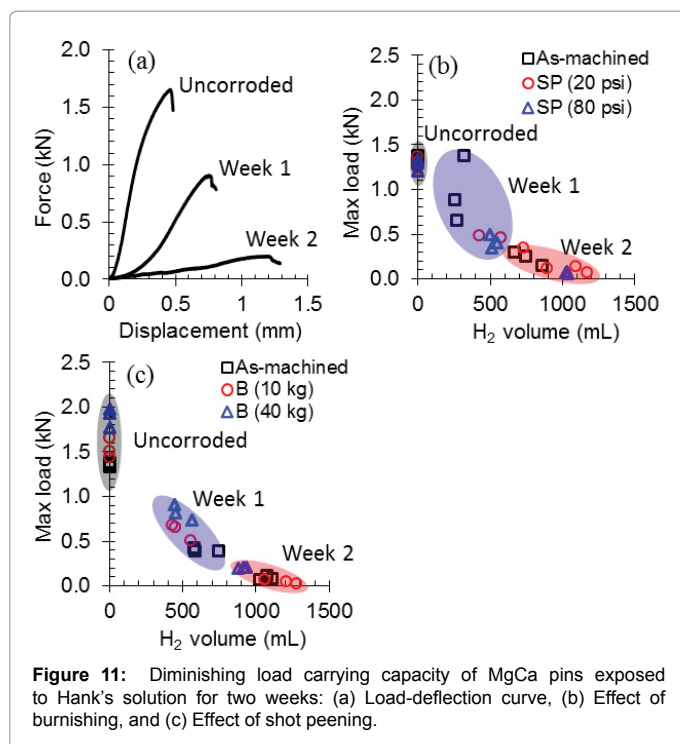 (a)
Uncorroded
Week 1
Week 2
2.0
1.5
1.0
0.5
0.0
Force (kN)
0 0.5 1 1.5
Displacement (mm)
(b)
As-machined
SP (20 psi)
SP (80 psi)
Uncorroded
Week 1
Week 2
2.5
2.0
1.5
1.0
0.5
0.0
Max load (kN)
0 500 1000 1500
H₂ volume (mL)
(c)
As-machined
B (10 kg)
B (40 kg)
Uncorroded
Week 1
Week 2
2.5
2.0
1.5
1.0
0.5
0.0
Max load (kN)
0 500 1000 1500
H₂ volume (mL)
Figure 11: Diminishing load carrying capacity of MgCa pins exposed
to Hank's solution for two weeks: (a) Load-deflection curve, (b) Effect of
burnishing, and (c) Effect of shot peening.